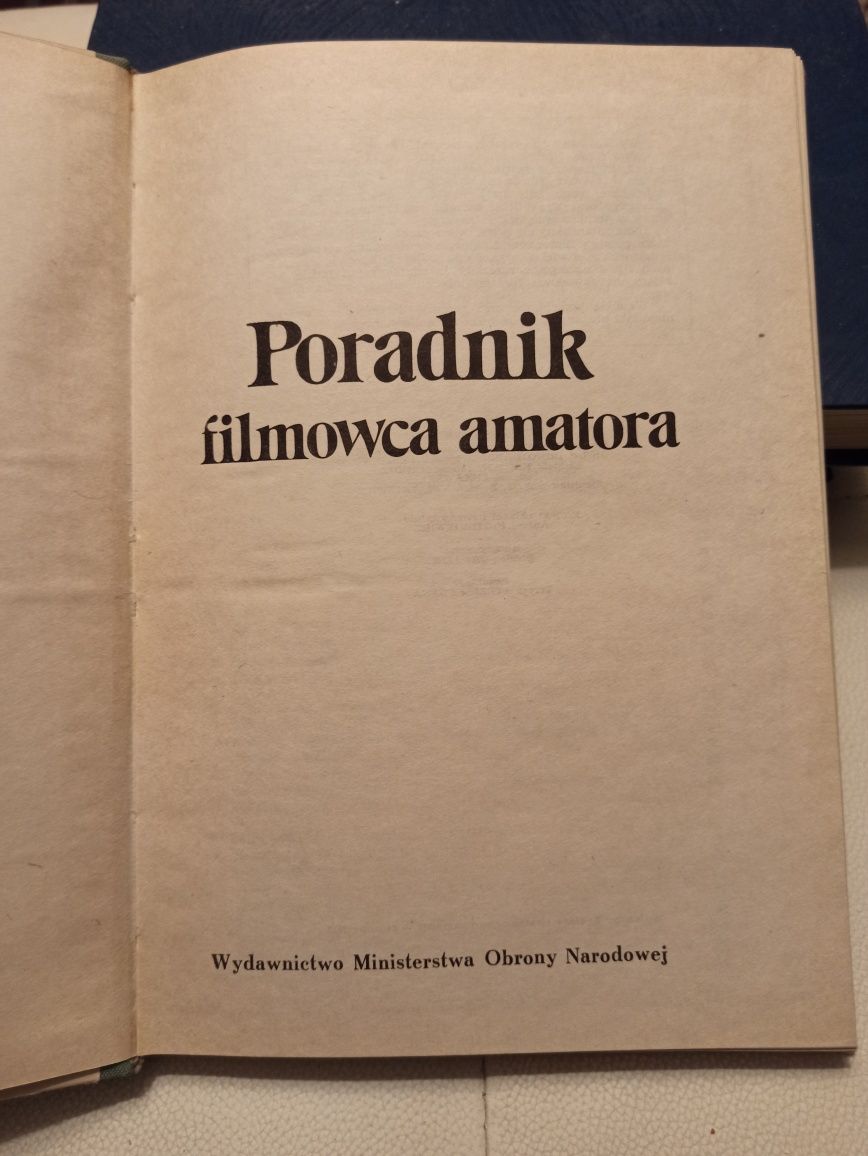 Poradnik
filmowca amatora
Wydawnictwo Ministerstwa Obrony Narodowej